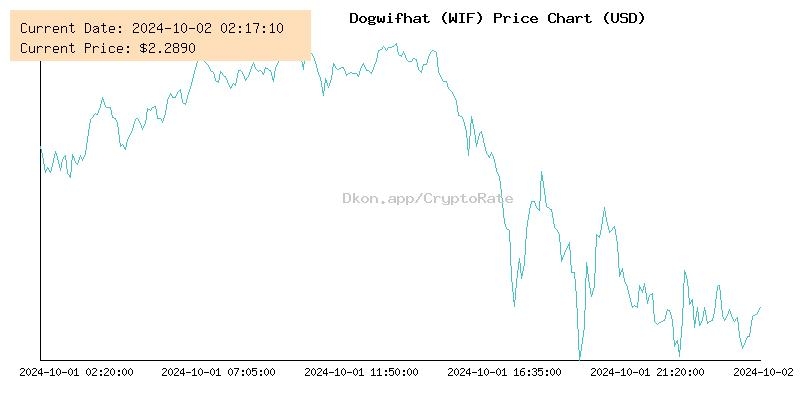 Dogwifhat (WIF) Price Chart (USD)
Current Date: 2024-10-02 02:17:10
Current Price: $2.2890
Dkon.app/CryptoRate
2024-10-01 02:20:00 2024-10-01 07:05:00 2024-10-01 11:50:00 2024-10-01 16:35:00 2024-10-01 21:20:00 2024-10-02